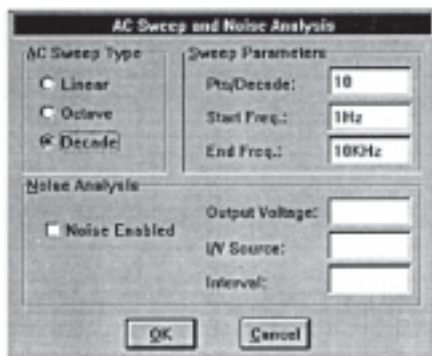 AC Sweep and Noise Analysis
AC Sweep Type
Linear
Octave
Decade
Sweep Parameters
Pts/Decade: 10
Start Freq.: 1Hz
End Freq.: 10KHz
Noise Analysis
Noise Enabled
Output Voltage:
I/V Source:
Interval:
OK Cancel